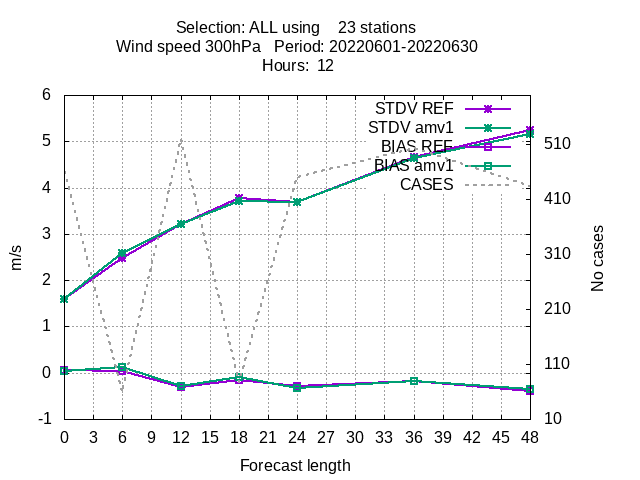 Selection: ALL using    23 stations
Wind speed 300hPa   Period: 20220601-20220630
Hours:  12
STDV REF
STDV amv1
BIAS REF
BIAS amv1
CASES
6
5
4
3
2
1
0
-1
m/s
510
410
310
210
110
10
No cases
0 3 6 9 12 15 18 21 24 27 30 33 36 39 42 45 48
Forecast length